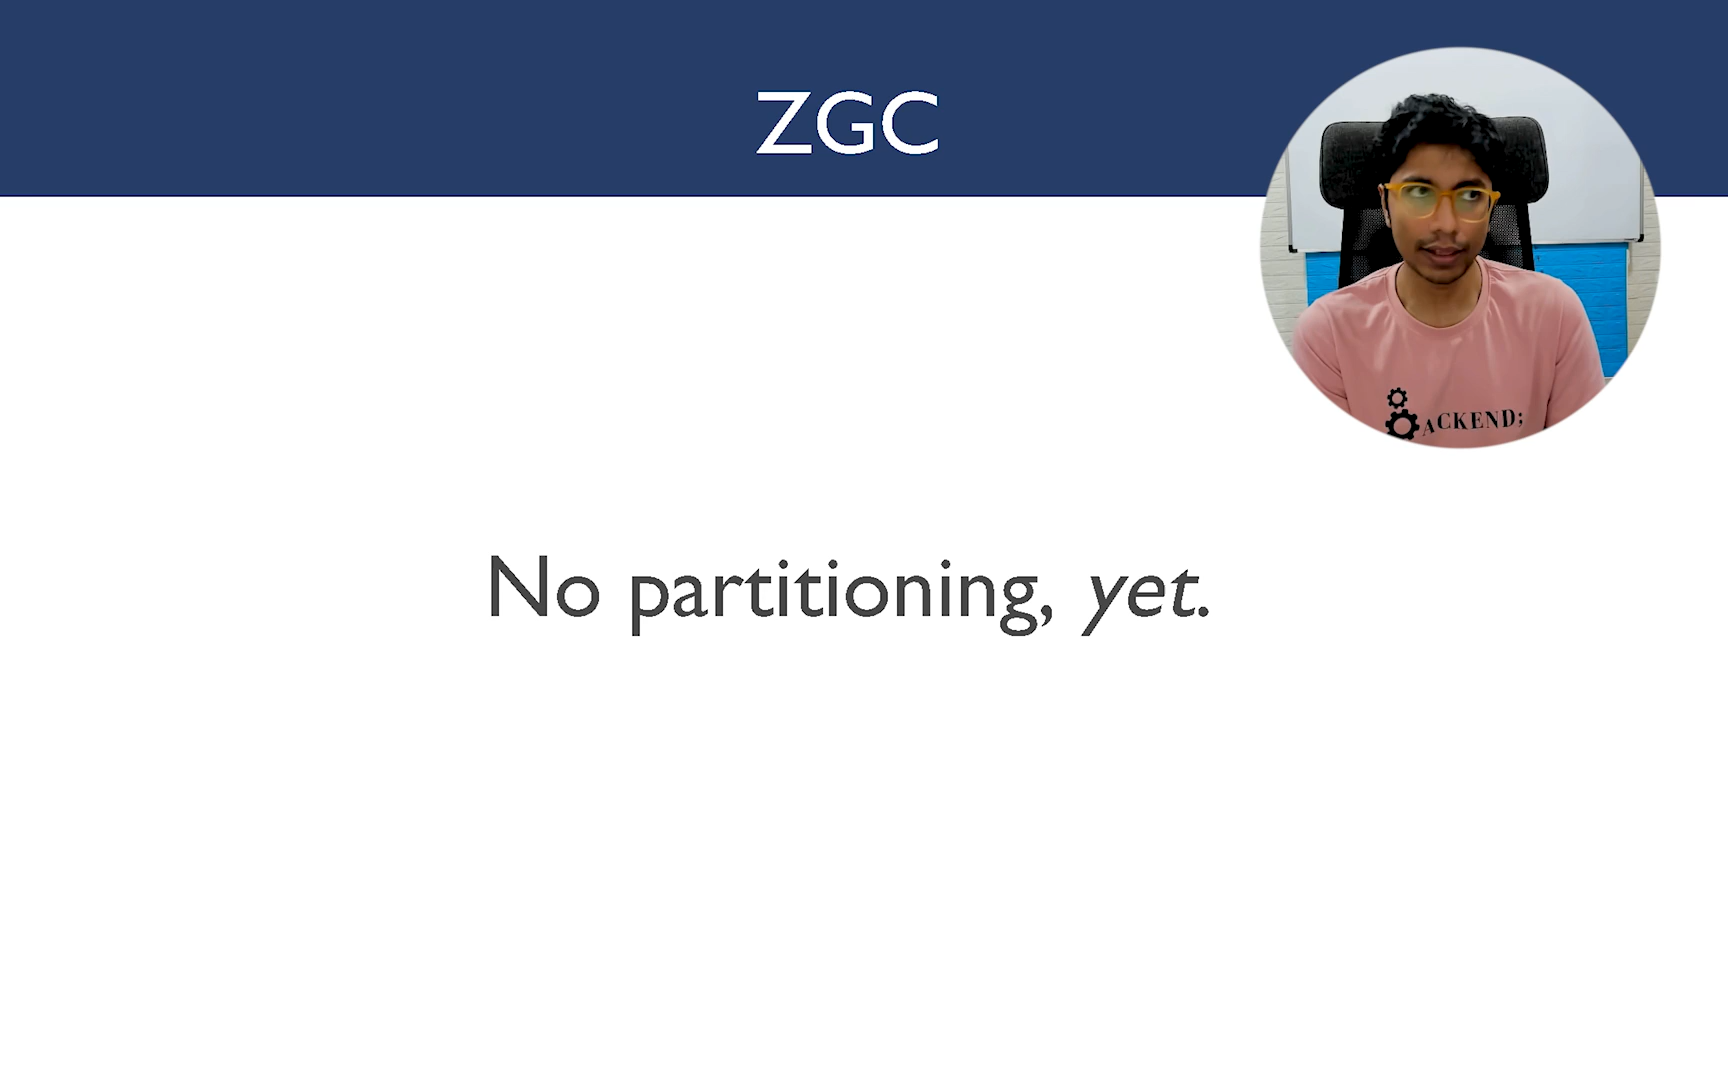 ZGC
ACKEND;
No partitioning, yet.